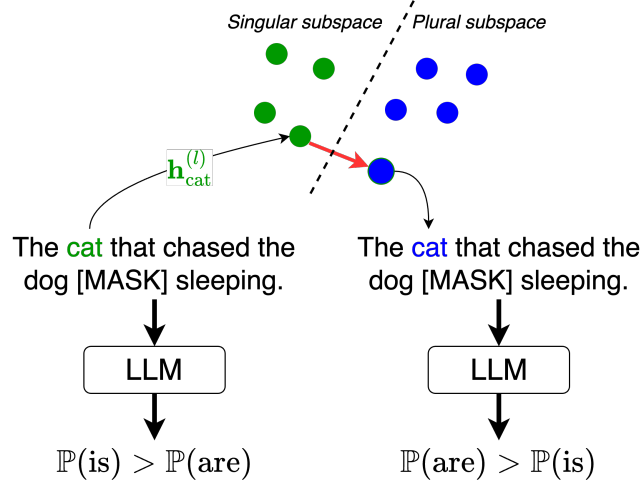 Singular subspace
Plural subspace
h_cat^(l)
The cat that chased the
dog [MASK] sleeping.
The cat that chased the
dog [MASK] sleeping.
LLM
LLM
ℙ(is) > ℙ(are)
ℙ(are) > ℙ(is)